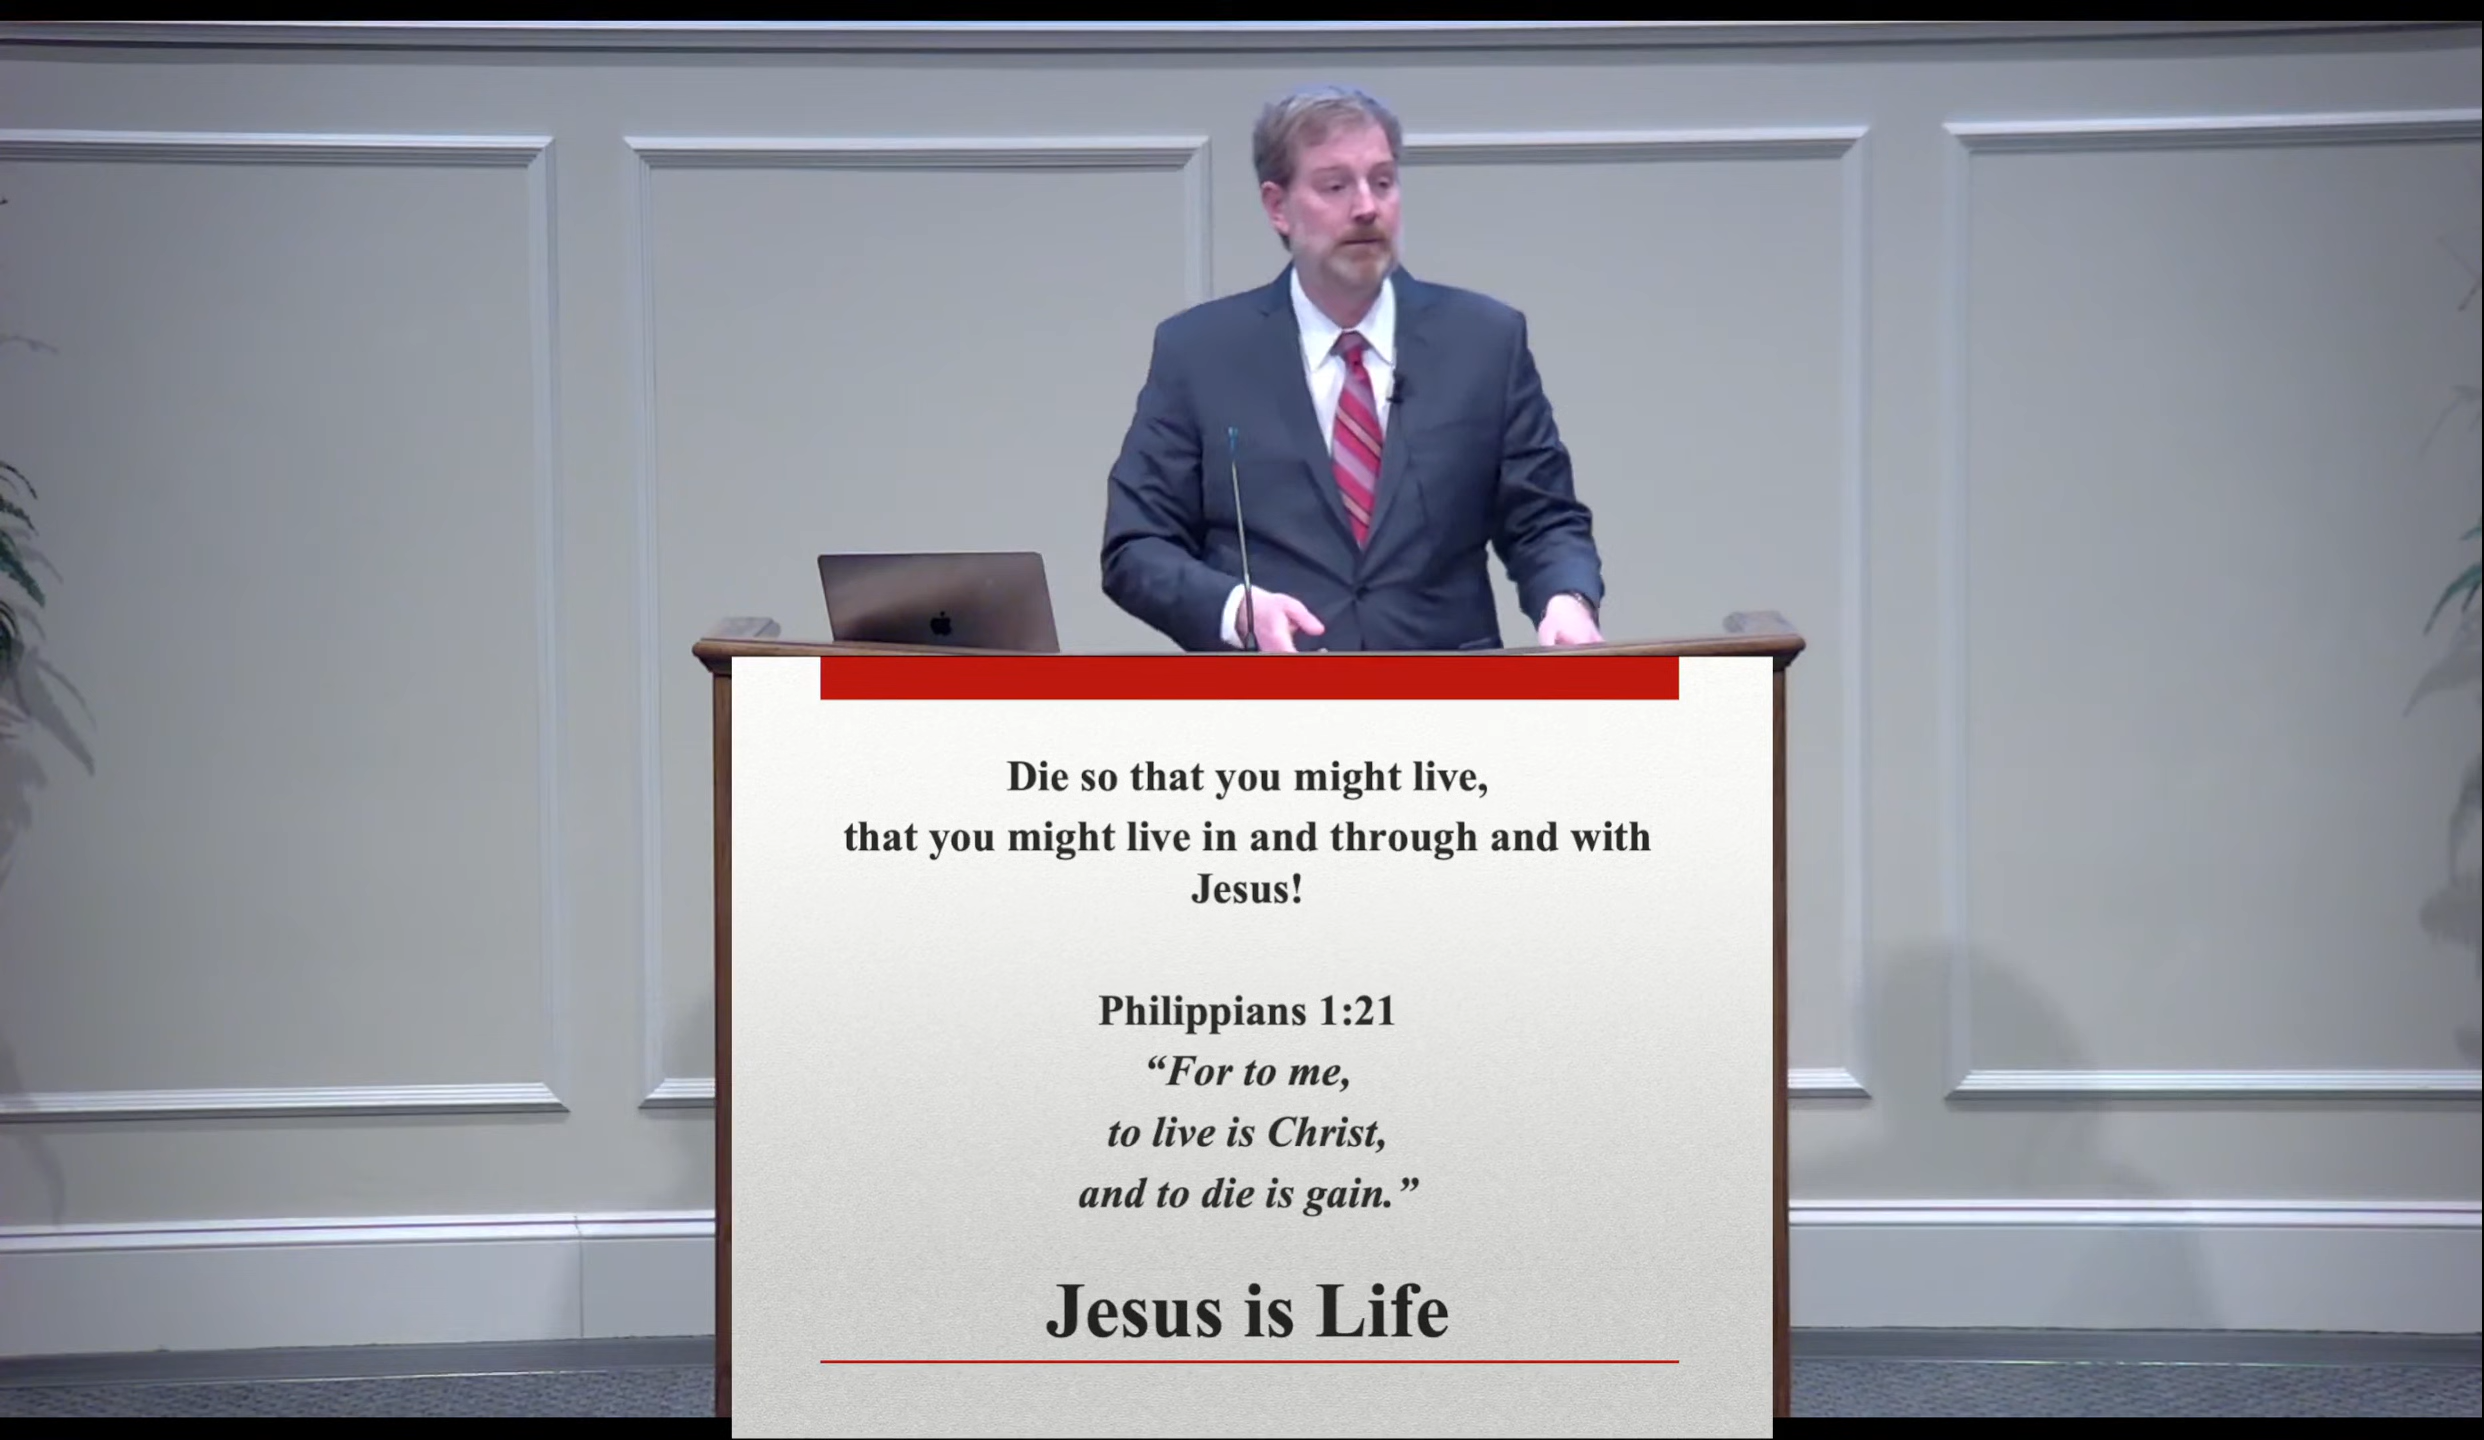 Die so that you might live,
that you might live in and through and with
Jesus!
Philippians 1:21
“For to me,
to live is Christ,
and to die is gain.”
Jesus is Life